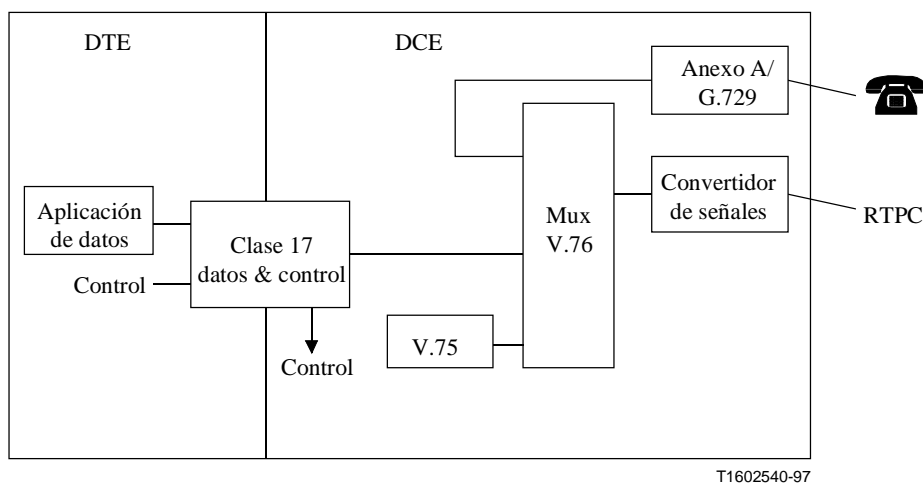 DTE
DCE
Anexo A/
G.729
Aplicación
de datos
Control
Clase 17
datos & control
Control
V.75
Mux
V.76
Convertidor
de señales
RTPC
T1602540-97